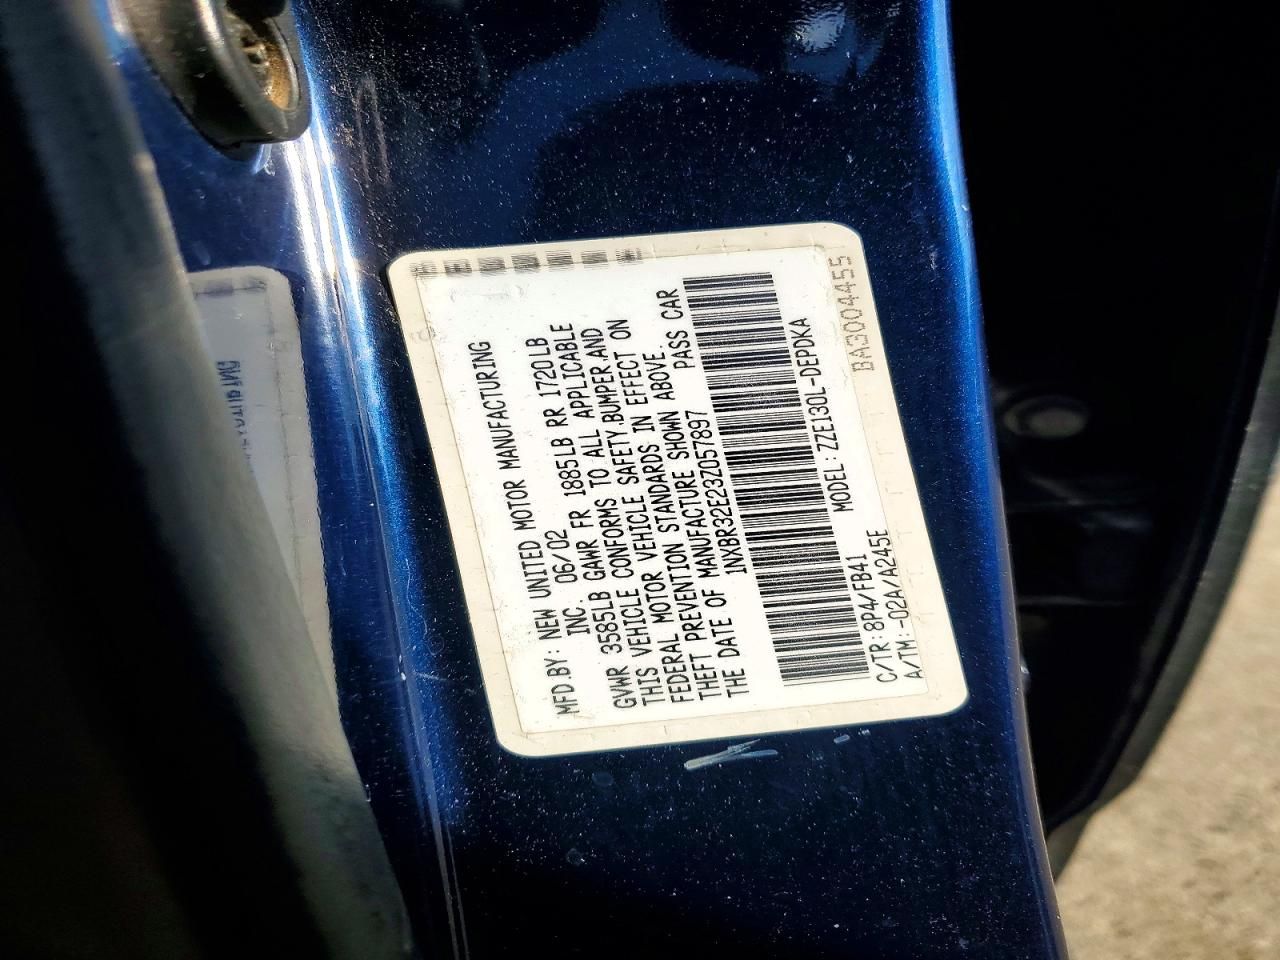 MFD.BY: NEW UNITED MOTOR MANUFACTURING
INC. 06/02
GVWR 3585LB GAWR FR 1885LB RR 1720LB
THIS VEHICLE CONFORMS TO ALL APPLICABLE
FEDERAL MOTOR VEHICLE SAFETY,BUMPER,AND
THEFT PREVENTION STANDARDS IN EFFECT ON
THE DATE OF MANUFACTURE SHOWN ABOVE.
1NXBR32E23Z057897 PASS CAR
MODEL:ZZE130L-DEPDKA
C/TR:8P4/FB41
A/TM:-02A/A245E
BA3004455